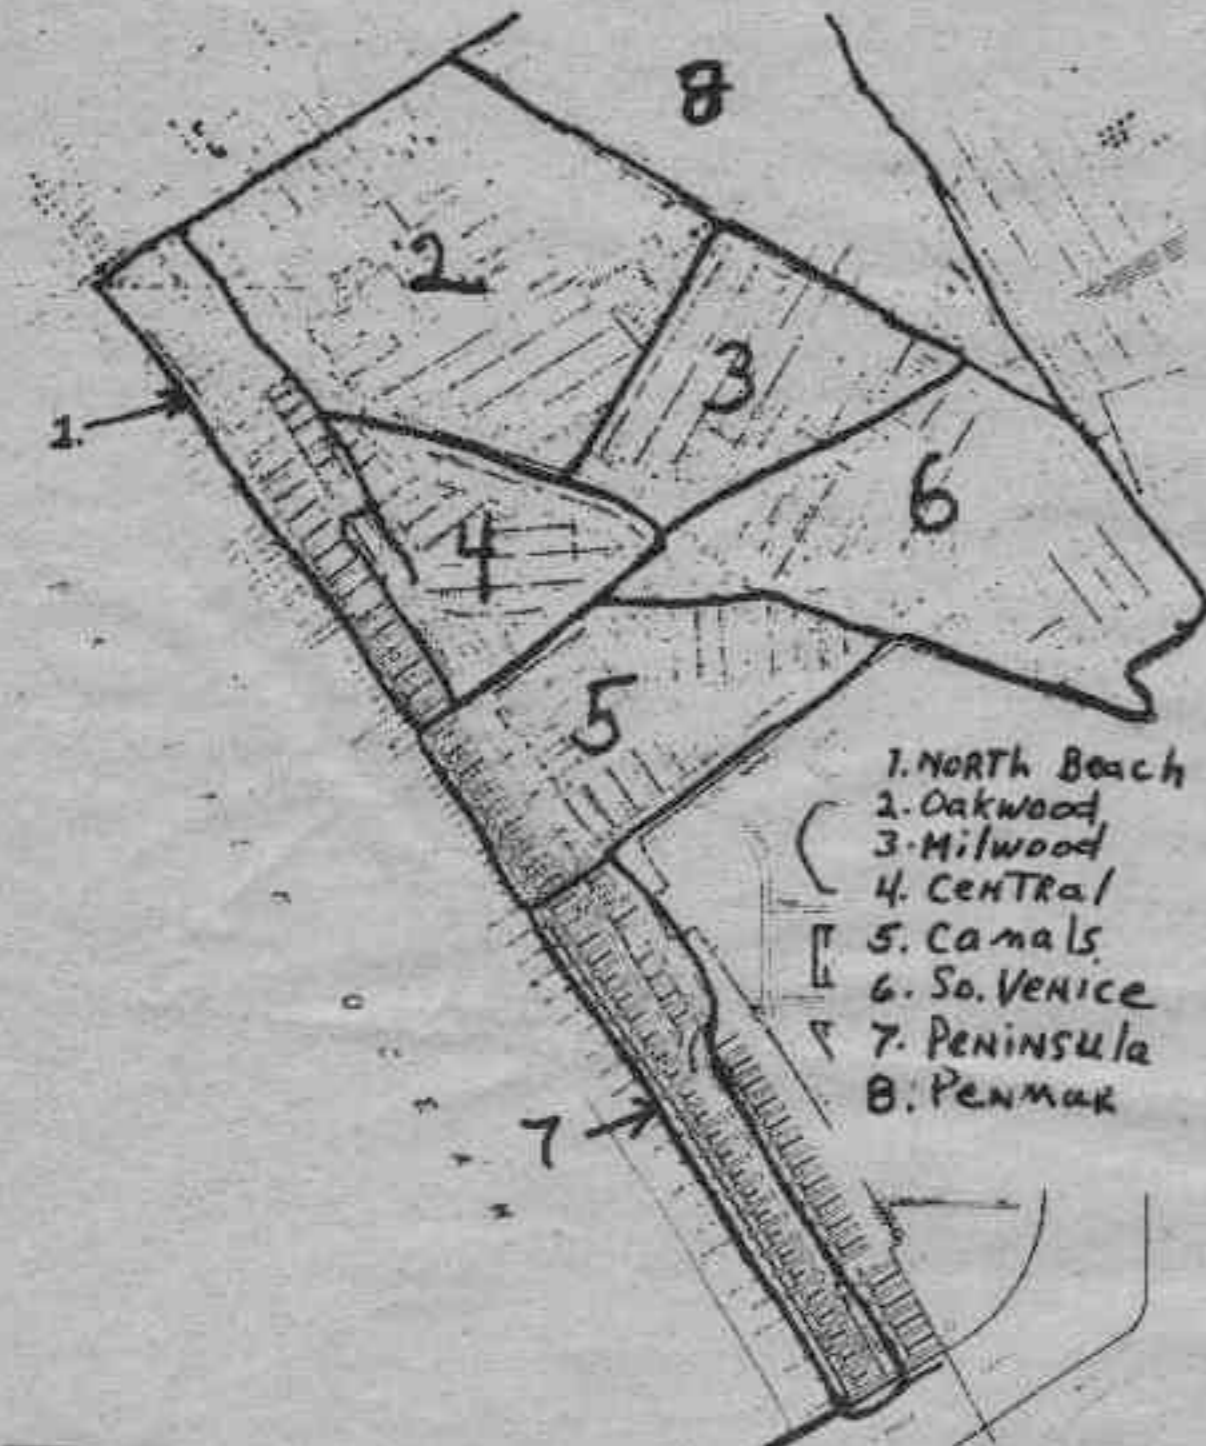 8
2.
3
1.
6
4
5
1. NORTH Beach
2. Oakwood
3. Milwood
4. CENTRal
5. Canals
6. So. VENICE
7. PENINSUla
8. PENMAR
7